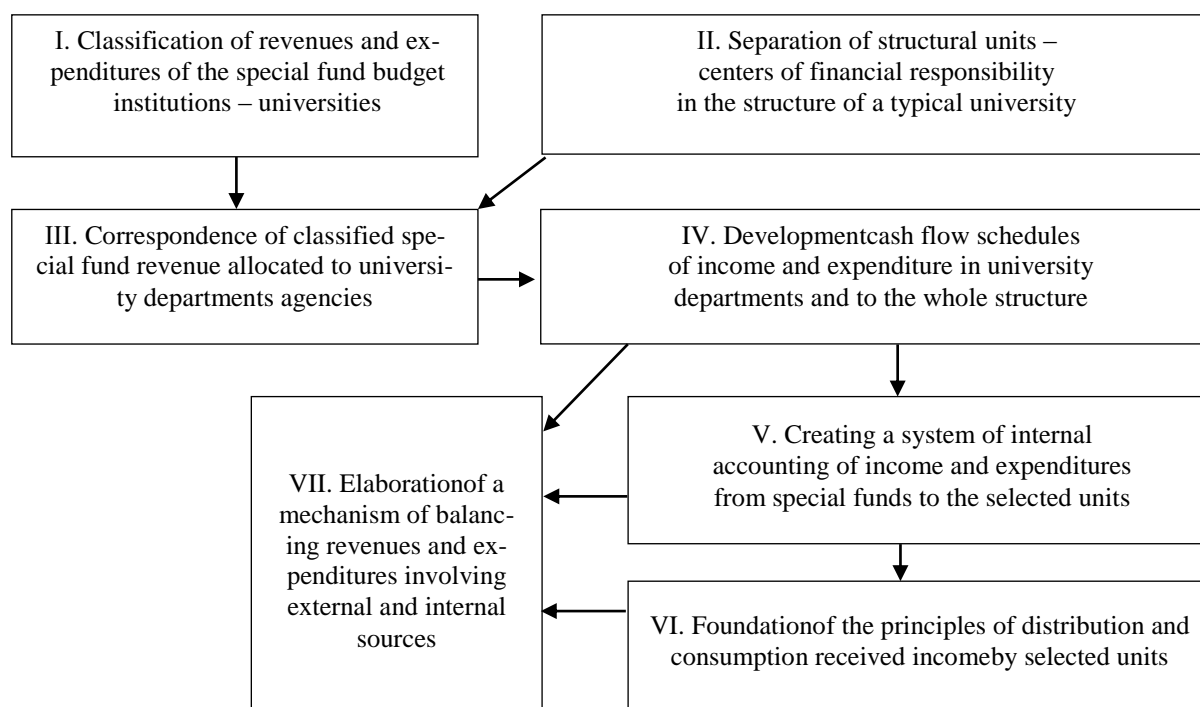 I. Classification of revenues and ex-
penditures of the special fund budget
institutions – universities
II. Separation of structural units –
centers of financial responsibility
in the structure of a typical university
III. Correspondence of classified spe-
cial fund revenue allocated to universi-
ty departments agencies
IV. Developmentcash flow schedules
of income and expenditure in university
departments and to the whole structure
V. Creating a system of internal
accounting of income and expenditures
from special funds to the selected units
VI. Foundationof the principles of distribution and
consumption received incomeby selected units
VII. Elaborationof a
mechanism of balanc-
ing revenues and ex-
penditures involving
external and internal
sources